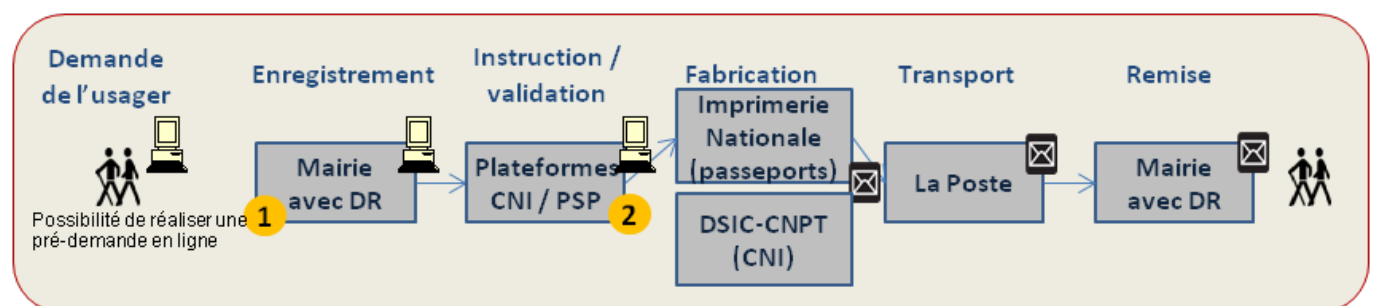 Demande
de l'usager
Possibilité de réaliser une
pré-demande en ligne
Enregistrement
Mairie
avec DR
1
Instruction /
validation
Plateformes
CNI / PSP
2
Fabrication
Imprimerie
Nationale
(passeports)
DSIC-CNPT
(CNI)
Transport
La Poste
Remise
Mairie
avec DR